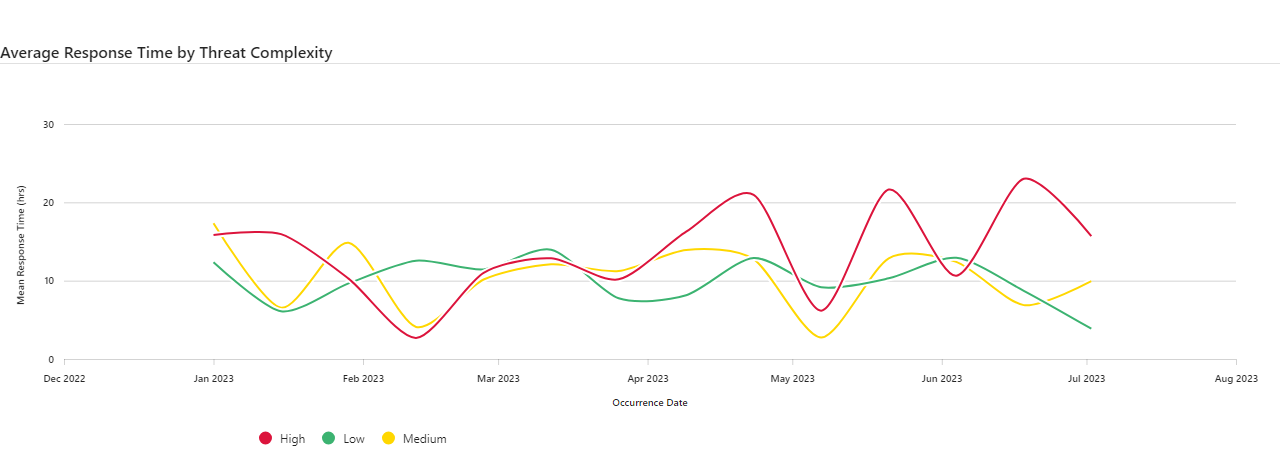 Average Response Time by Threat Complexity
30
20
10
0
Mean Response Time (hrs)
Dec 2022 Jan 2023 Feb 2023 Mar 2023 Apr 2023 May 2023 Jun 2023 Jul 2023 Aug 2023
Occurrence Date
High Low Medium